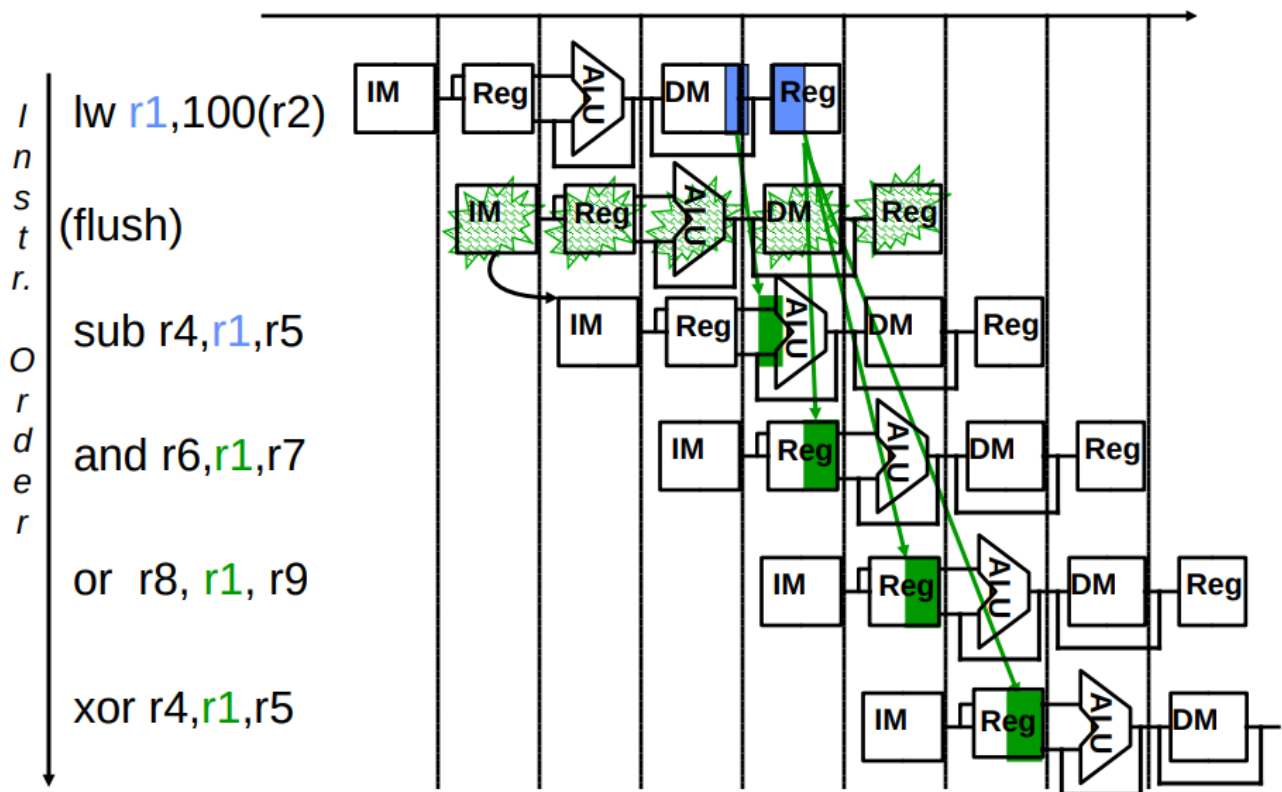 Instr. Order
IM Reg ALU DM Reg
lw r1,100(r2)
IM Reg ALU DM Reg
(flush)
IM Reg ALU DM Reg
sub r4,r1,r5
IM Reg ALU DM Reg
and r6,r1,r7
IM Reg ALU DM Reg
or r8, r1, r9
IM Reg ALU DM
xor r4,r1,r5